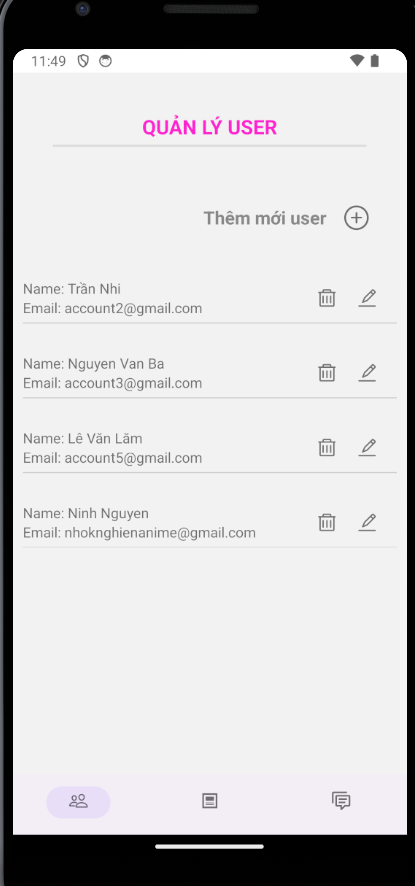 11:49
QUẢN LÝ USER
Thêm mới user
Name: Trần Nhi
Email: account2@gmail.com
Name: Nguyen Van Ba
Email: account3@gmail.com
Name: Lê Văn Lăm
Email: account5@gmail.com
Name: Ninh Nguyen
Email: nhoknghienanime@gmail.com